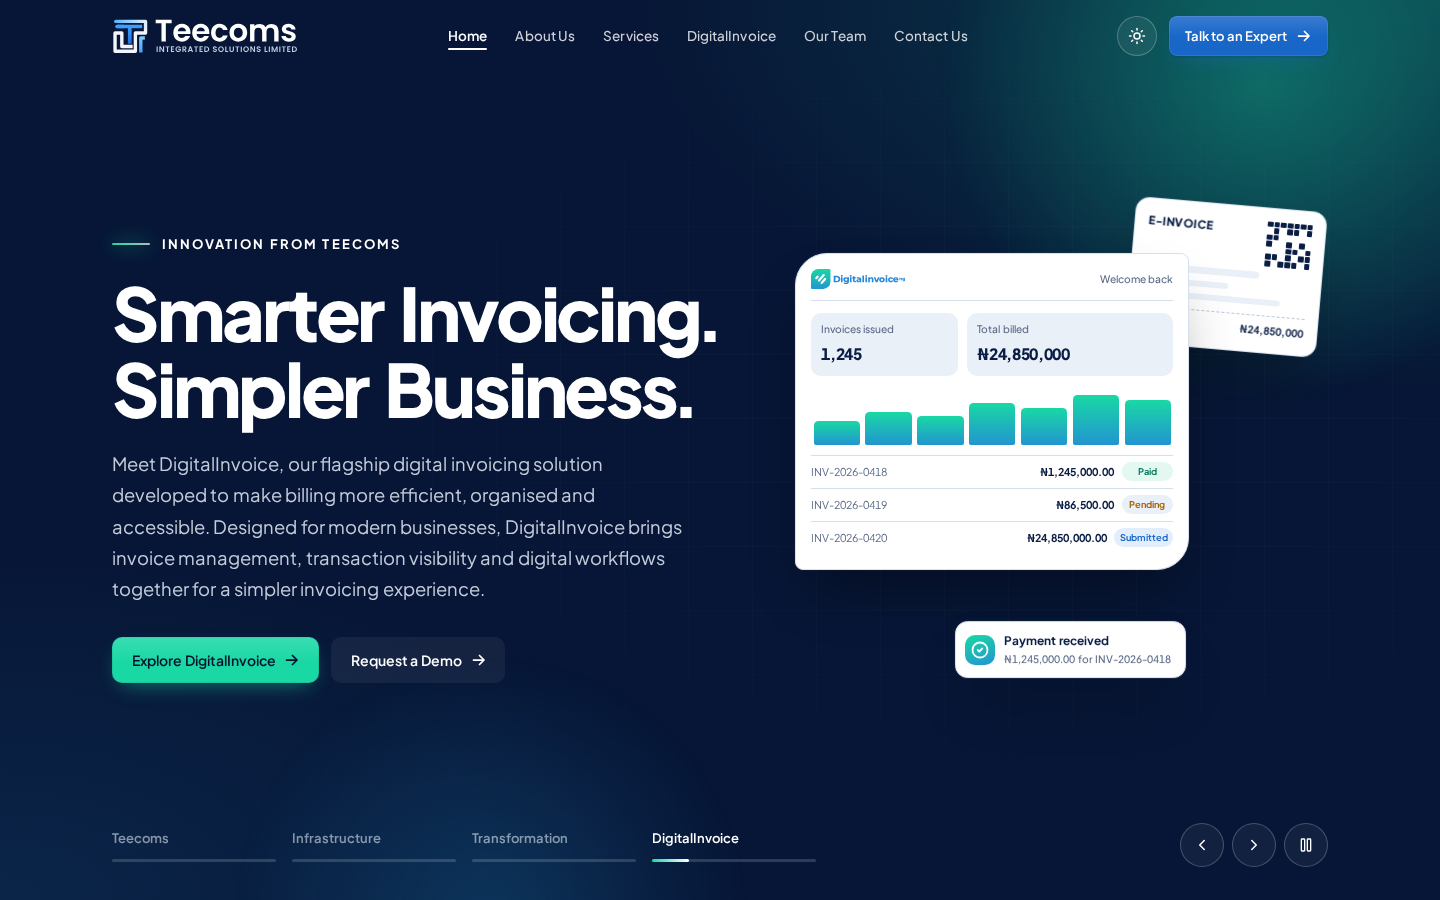 Teecoms
INTEGRATED SOLUTIONS LIMITED
Home
About Us
Services
DigitalInvoice
Our Team
Contact Us
Talk to an Expert
INNOVATION FROM TEECOMS
Smarter Invoicing.
Simpler Business.
Meet DigitalInvoice, our flagship digital invoicing solution
developed to make billing more efficient, organised and
accessible. Designed for modern businesses, DigitalInvoice brings
invoice management, transaction visibility and digital workflows
together for a simpler invoicing experience.
Explore DigitalInvoice
Request a Demo
E-INVOICE
₦24,850,000
DigitalInvoice™
Welcome back
Invoices issued
1,245
Total billed
₦24,850,000
INV-2026-0418 ₦1,245,000.00 Paid
INV-2026-0419 ₦86,500.00 Pending
INV-2026-0420 ₦24,850,000.00 Submitted
Payment received
₦1,245,000.00 for INV-2026-0418
Teecoms
Infrastructure
Transformation
DigitalInvoice